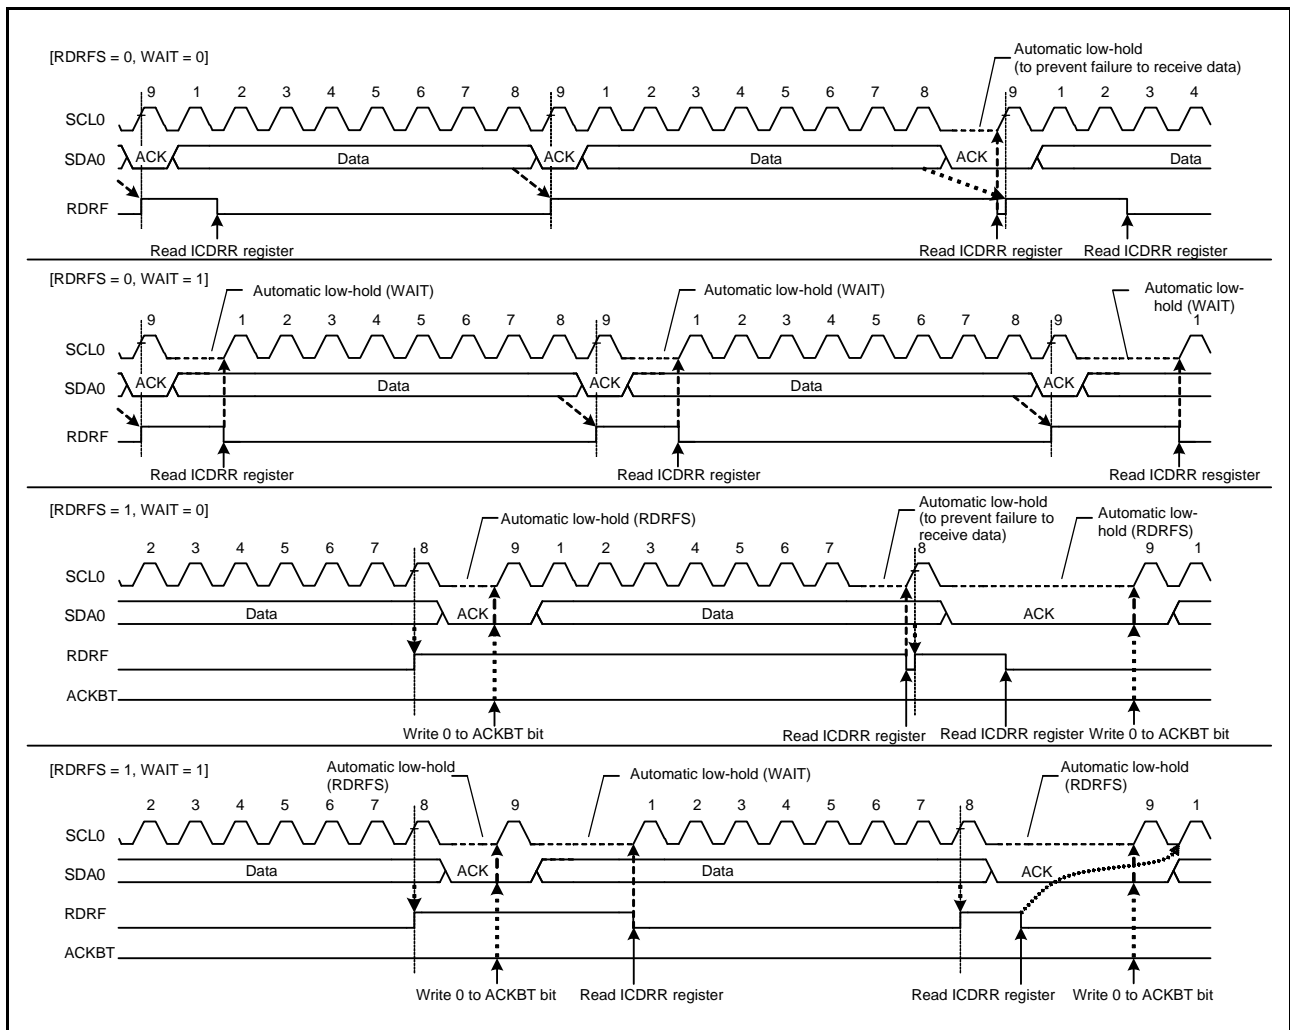 [RDRFS = 0, WAIT = 0]
Automatic low-hold
(to prevent failure to receive data)
9 1 2 3 4 5 6 7 8 9 1 2 3 4 5 6 7 8 9 1 2 3 4
SCL0
SDA0 ACK Data ACK Data ACK Data
RDRF
Read ICDRR register Read ICDRR register Read ICDRR register
[RDRFS = 0, WAIT = 1]
Automatic low-hold (WAIT) Automatic low-hold (WAIT)
Automatic low-
hold (WAIT)
9 1 2 3 4 5 6 7 8 9 1 2 3 4 5 6 7 8 9 1
SCL0
SDA0 ACK Data ACK Data ACK
RDRF
Read ICDRR register Read ICDRR register Read ICDRR resgister
[RDRFS = 1, WAIT = 0]
Automatic low-hold (RDRFS)
Automatic low-hold
(to prevent failure to
receive data)
Automatic low-
hold (RDRFS)
2 3 4 5 6 7 8 9 1 2 3 4 5 6 7 8 9 1
SCL0
SDA0 Data ACK Data ACK
RDRF
ACKBT
Write 0 to ACKBT bit Read ICDRR register Read ICDRR register Write 0 to ACKBT bit
[RDRFS = 1, WAIT = 1]
Automatic low-hold
(RDRFS)
Automatic low-hold (WAIT)
Automatic low-hold
(RDRFS)
2 3 4 5 6 7 8 9 1 2 3 4 5 6 7 8 9 1
SCL0
SDA0 Data ACK Data ACK
RDRF
ACKBT
Write 0 to ACKBT bit Read ICDRR register Read ICDRR register Write 0 to ACKBT bit